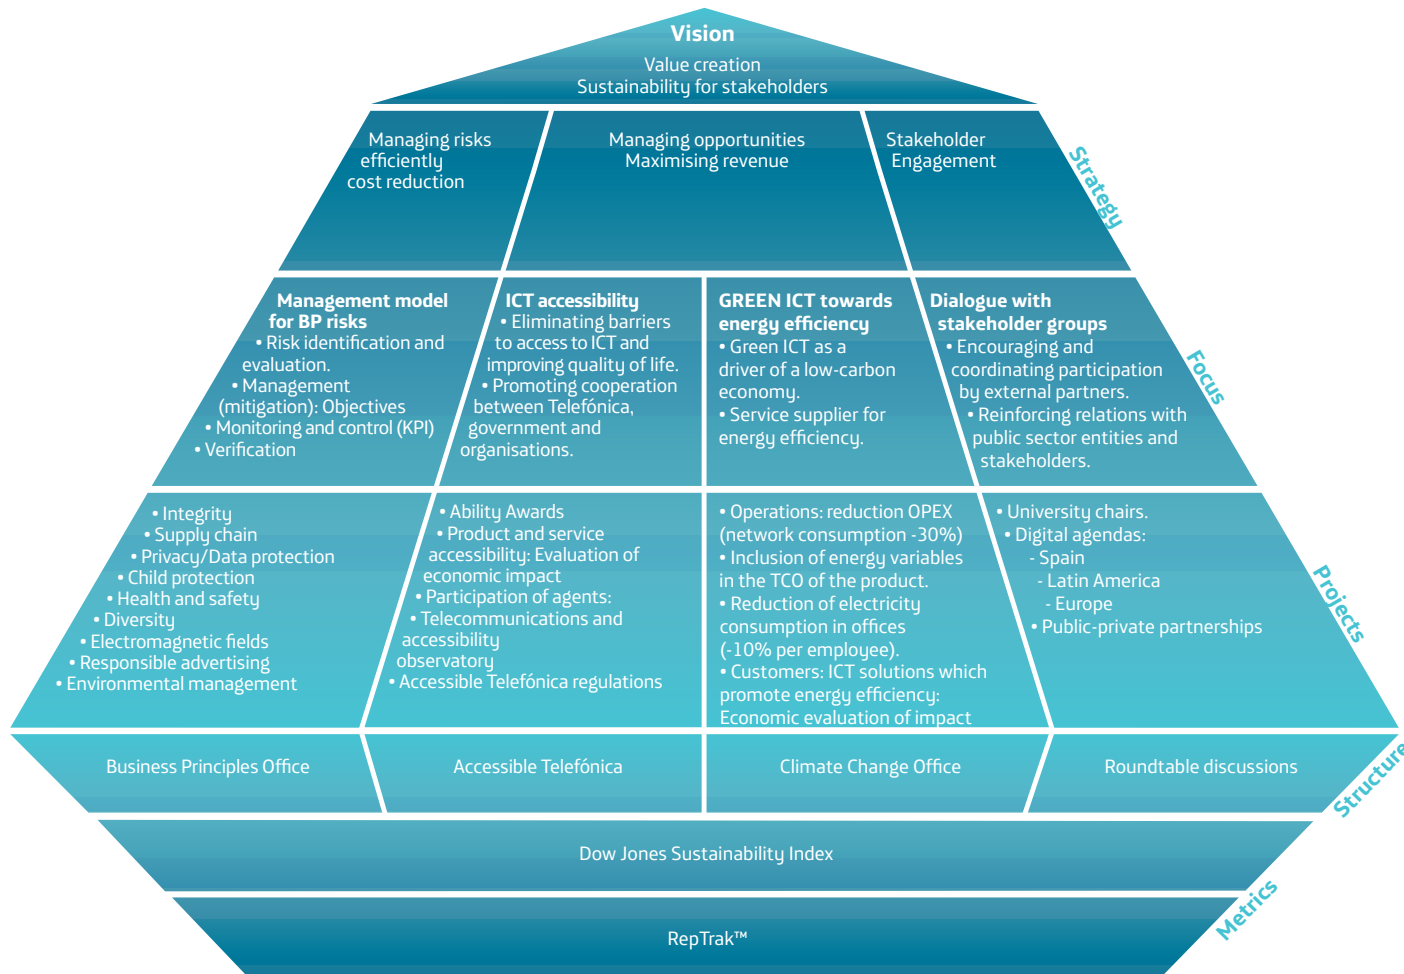 Vision
Value creation
Sustainability for stakeholders
Managing risks
efficiently
cost reduction
Managing opportunities
Maximising revenue
Stakeholder
Engagement
Strategy
Management model
for BP risks
• Risk identification and
evaluation.
• Management
(mitigation): Objectives
• Monitoring and control (KPI)
• Verification
ICT accessibility
• Eliminating barriers
to access to ICT and
improving quality of life.
• Promoting cooperation
between Telefónica,
government and
organisations.
GREEN ICT towards
energy efficiency
• Green ICT as a
driver of a low-carbon
economy.
• Service supplier for
energy efficiency.
Dialogue with
stakeholder groups
• Encouraging and
coordinating participation
by external partners.
• Reinforcing relations with
public sector entities and
stakeholders.
Focus
• Integrity
• Supply chain
• Privacy/Data protection
• Child protection
• Health and safety
• Diversity
• Electromagnetic fields
• Responsible advertising
• Environmental management
• Ability Awards
• Product and service
accessibility: Evaluation of
economic impact
• Participation of agents:
• Telecommunications and
accessibility
observatory
• Accessible Telefónica regulations
• Operations: reduction OPEX
(network consumption -30%)
• Inclusion of energy variables
in the TCO of the product.
• Reduction of electricity
consumption in offices
(-10% per employee).
• Customers: ICT solutions which
promote energy efficiency:
Economic evaluation of impact
• University chairs.
• Digital agendas:
- Spain
- Latin America
- Europe
• Public-private partnerships
Projects
Business Principles Office
Accessible Telefónica
Climate Change Office
Roundtable discussions
Structure
Dow Jones Sustainability Index
RepTrak™
Metrics